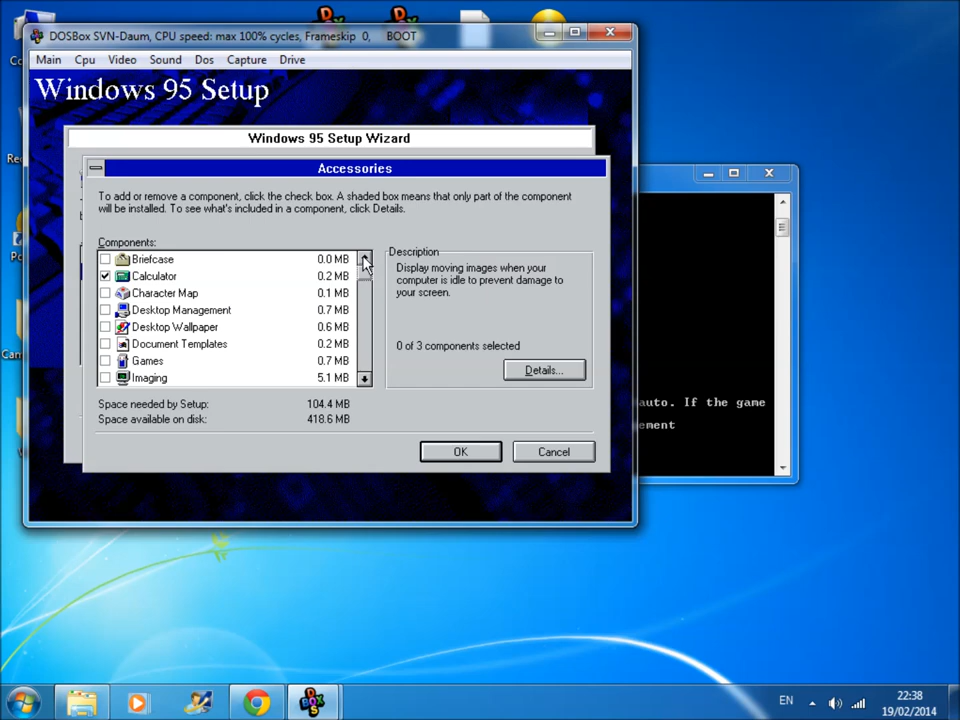 DOSBox SVN-Daum, CPU speed: max 100% cycles, Frameskip 0, BOOT
Main Cpu Video Sound Dos Capture Drive
Windows 95 Setup
Windows 95 Setup Wizard
Accessories
To add or remove a component, click the check box. A shaded box means that only part of the component
will be installed. To see what's included in a component, click Details.
Components:
Briefcase 0.0 MB
Calculator 0.2 MB
Character Map 0.1 MB
Desktop Management 0.7 MB
Desktop Wallpaper 0.6 MB
Document Templates 0.2 MB
Games 0.7 MB
Imaging 5.1 MB
Description
Display moving images when your
computer is idle to prevent damage to
your screen.
0 of 3 components selected
Details...
Space needed by Setup: 104.4 MB
Space available on disk: 418.6 MB
OK Cancel
auto. If the game
ement
EN
22:38
19/02/2014